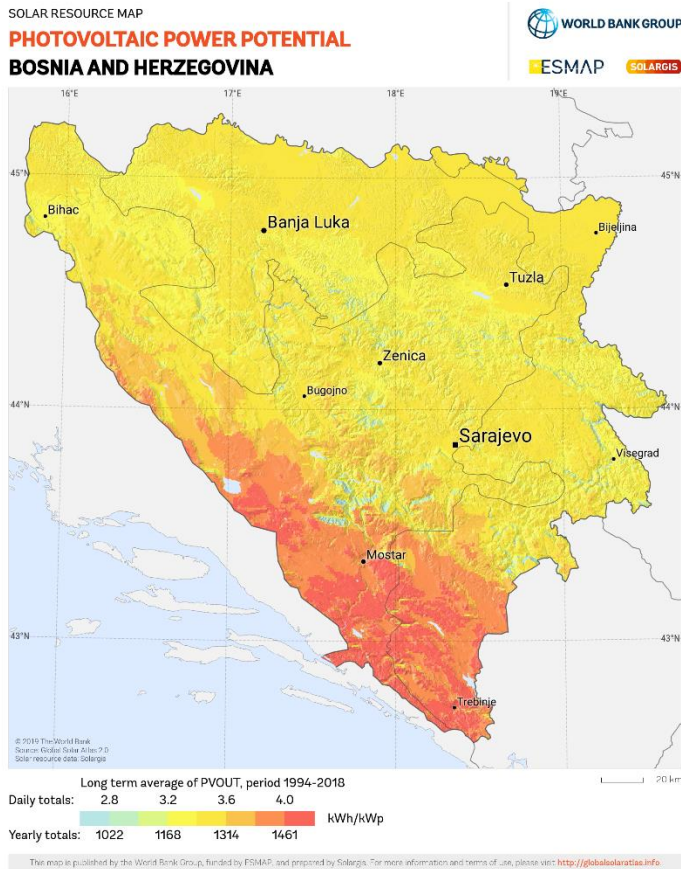 SOLAR RESOURCE MAP
PHOTOVOLTAIC POWER POTENTIAL
BOSNIA AND HERZEGOVINA
WORLD BANK GROUP
ESMAP
SOLARGIS
16°E 17°E 18°E 19°E
45°N 45°N
Bihac
Banja Luka
Bijeljina
Tuzla
Zenica
Bugojno
44°N 44°N
Sarajevo
Visegrad
Mostar
43°N 43°N
Trebinje
© 2019 The World Bank
Source: Global Solar Atlas 2.0
Solar resource data: Solargis
20 km
Long term average of PVOUT, period 1994-2018
Daily totals: 2.8 3.2 3.6 4.0
kWh/kWp
Yearly totals: 1022 1168 1314 1461
This map is published by the World Bank Group, funded by ESMAP, and prepared by Solargis. For more information and terms of use, please visit http://globalsolaratlas.info.